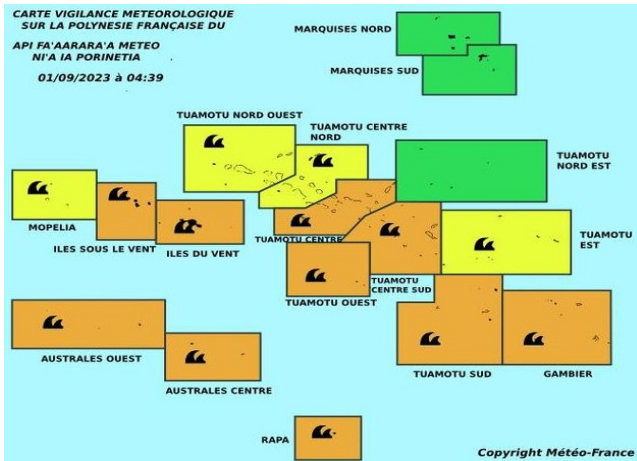 CARTE VIGILANCE METEOROLOGIQUE
SUR LA POLYNESIE FRANÇAISE DU
API FA'AARARA'A METEO
NI'A IA PORINETIA
01/09/2023 à 04:39
MARQUISES NORD
MARQUISES SUD
TUAMOTU NORD OUEST
TUAMOTU CENTRE
NORD
TUAMOTU
NORD EST
MOPELIA
ILES SOUS LE VENT
ILES DU VENT
TUAMOTU CENTRE
TUAMOTU
EST
TUAMOTU OUEST
TUAMOTU
CENTRE SUD
AUSTRALES OUEST
AUSTRALES CENTRE
TUAMOTU SUD
GAMBIER
RAPA
Copyright Météo-France